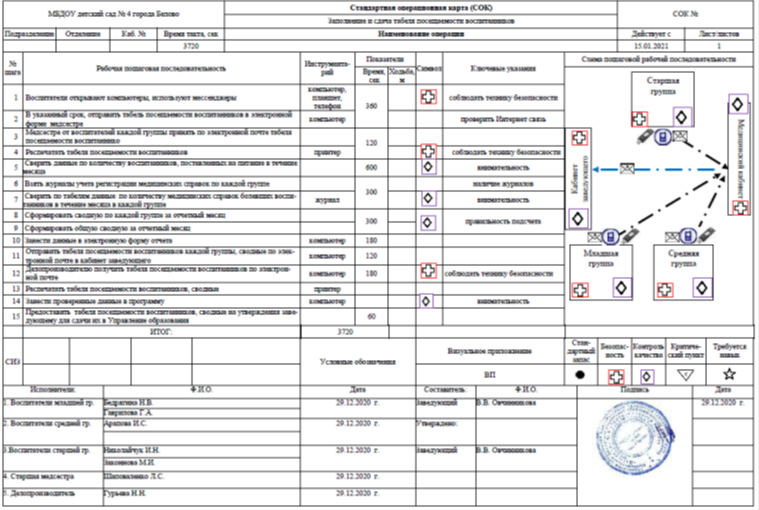 МБДОУ детский сад № 4 города Белово
Стандартная операционная карта (СОК)
Заполнение и сдача табеля посещаемости воспитанников
СОК №
Подразделение Отделение Каб. № Время такта, сек Наименование операции Действует с Лист/листов
3720 15.01.2021 1
№ шага Рабочая пошаговая последовательность Инструментарий Показатели Символ Ключевые указания Схема пошаговой рабочей последовательности
Время, сек Ходьба, м
1 Воспитатели открывают компьютеры, используют мессенджеры компьютер, планшет, телефон 360 соблюдать технику безопасности
2 В указанный срок, отправить табель посещаемости воспитанников в электронной форме медсестре компьютер проверить Интернет связь
3 Медсестре от воспитателей каждой группы принять по электронной почте табеля посещаемости воспитанников 120
4 Распечатать табеля посещаемости воспитанников принтер соблюдать технику безопасности
5 Сверить данные по количеству воспитанников, поставленных на питание в течение месяца 600 внимательность
6 Взять журналы учета регистрации медицинских справок по каждой группе 300 наличие журналов
7 Сверить по табелям данные по количеству медицинских справок болевших воспитанников в течение месяца в каждой группе журнал внимательность
8 Сформировать сводную по каждой группе за отчетный месяц 300 правильность подсчета
9 Сформировать общую сводную за отчетный месяц
10 Занести данные в электронную форму отчета компьютер 180
11 Отправить табеля посещаемости воспитанников каждой группы, сводные по электронной почте в кабинет заведующего компьютер 120
12 Делопроизводителю получить табеля посещаемости воспитанников по электронной почте компьютер 180 соблюдать технику безопасности
13 Распечатать табеля посещаемости воспитанников, сводные принтер
14 Занести проверенные данные в программу компьютер внимательность
15 Предоставить табеля посещаемости воспитанников, сводные на утверждения заведующему для сдачи их в Управление образования 60
Старшая группа
Медицинский кабинет
Кабинет заведующего
Младшая группа
Средняя группа
ИТОГ: 3720
СИЗ Условные обозначения Визуальное приложение Стандартный запас Безопасность Контроль качества Критический пункт Требуется навык
ВП
Исполнители: Ф.И.О. Дата Составитель: Ф.И.О. Подпись Дата
1. Воспитатели младшей гр. Бедрягина Н.В. 29.12.2020 г. Заведующий В.В. Овчинникова 29.12.2020 г.
Гаврилова Г.А.
2. Воспитатели средней гр. Арапова И.С. 29.12.2020 г. Утверждено:
3.Воспитатели старшей гр. Николайчук И.Н. 29.12.2020 г. Заведующий В.В. Овчинникова
М.И.
4. Старшая медсестра Шаповаленко Л.С. 29.12.2020 г.
5. Делопроизводитель Гурьева Н.Н. 29.12.2020 г.